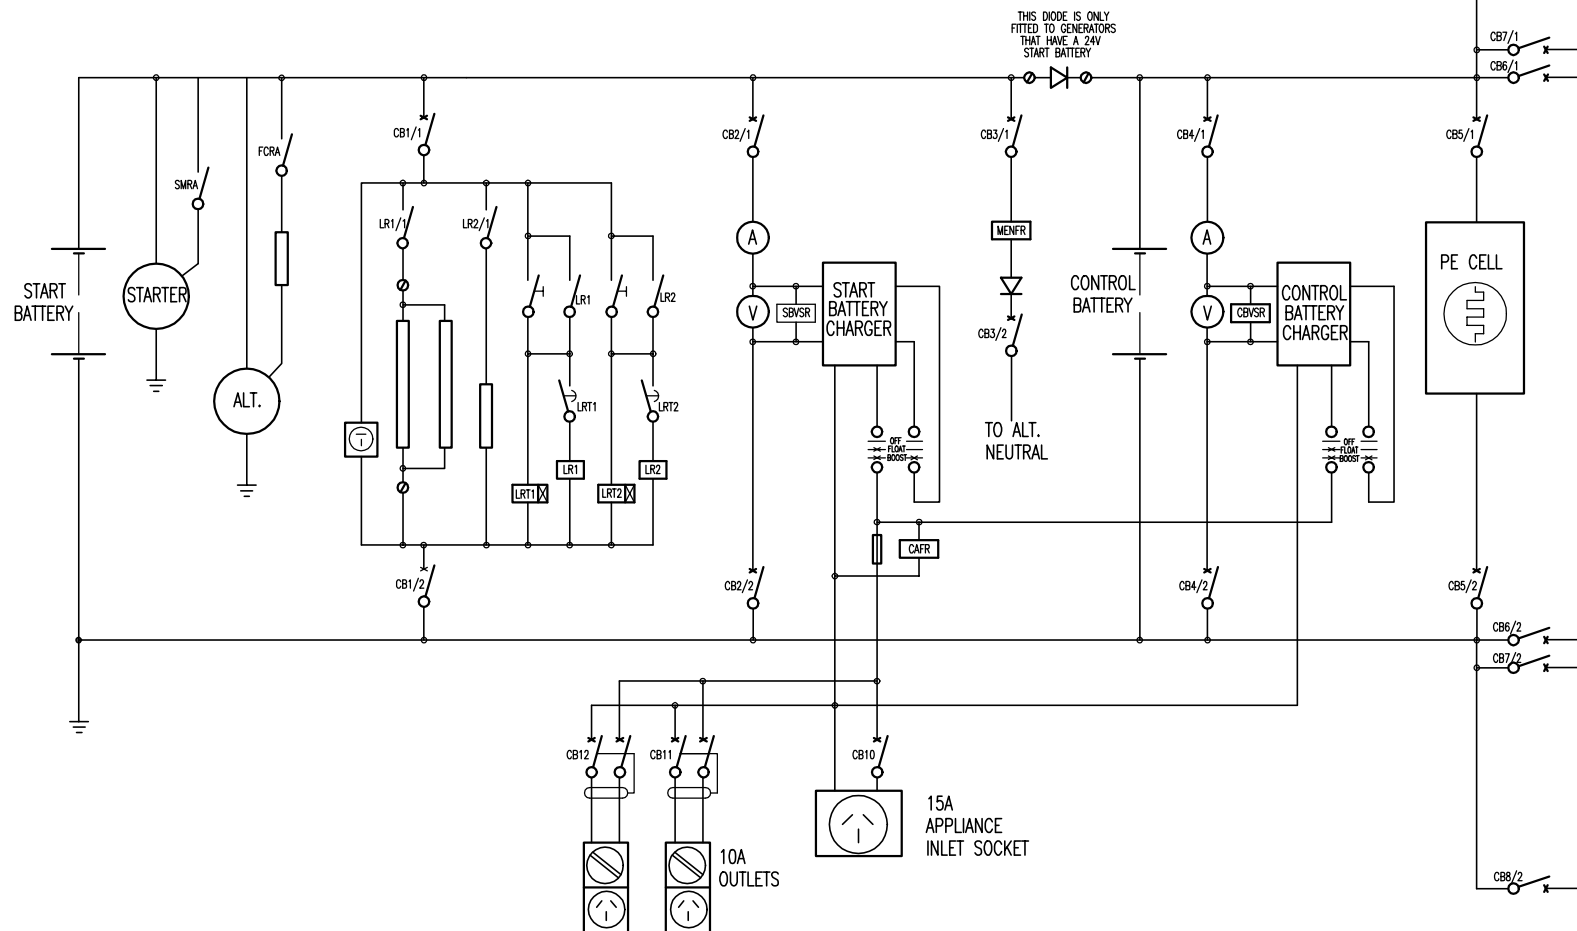 THIS DIODE IS ONLY
FITTED TO GENERATORS
THAT HAVE A 24V
START BATTERY
CB7/1
CB6/1
CB1/1
CB2/1
CB3/1
CB4/1
CB5/1
FCRA
SMRA
LR1/1
LR2/1
MENFR
A
A
PE CELL
START
BATTERY
STARTER
LR1
LR2
V
SBVSR
START
BATTERY
CHARGER
CB3/2
CONTROL
BATTERY
V
CBVSR
CONTROL
BATTERY
CHARGER
ALT.
LRT1
LRT2
TO ALT.
NEUTRAL
OFF
FLOAT
BOOST
OFF
FLOAT
BOOST
LR1
LR2
LRT1
LRT2
CAFR
CB1/2
CB2/2
CB4/2
CB5/2
CB6/2
CB7/2
CB12
CB11
CB10
15A
APPLIANCE
INLET SOCKET
10A
OUTLETS
CB8/2